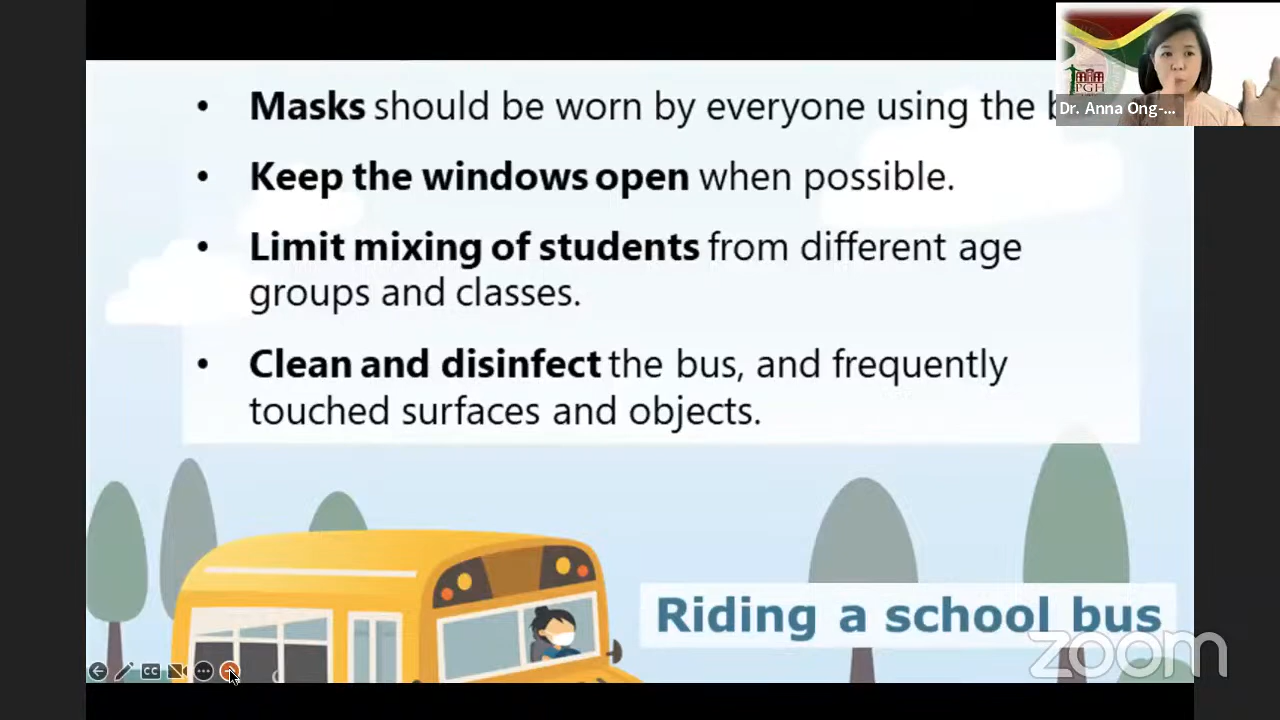 Masks should be worn by everyone using the
Keep the windows open when possible.
Limit mixing of students from different age
groups and classes.
Clean and disinfect the bus, and frequently
touched surfaces and objects.
Riding a school bus
zoom
Dr. Anna Ong-...
PGH
CC